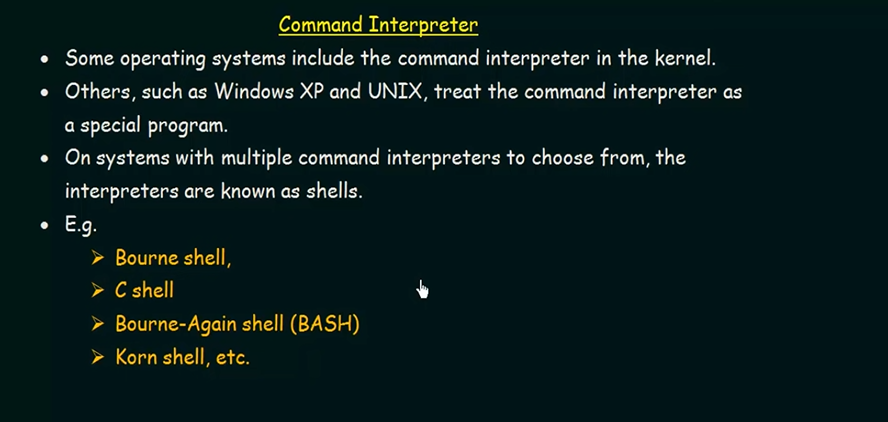 Command Interpreter
• Some operating systems include the command interpreter in the kernel.
• Others, such as Windows XP and UNIX, treat the command interpreter as
a special program.
• On systems with multiple command interpreters to choose from, the
interpreters are known as shells.
• E.g.
➢ Bourne shell,
➢ C shell
➢ Bourne-Again shell (BASH)
➢ Korn shell, etc.